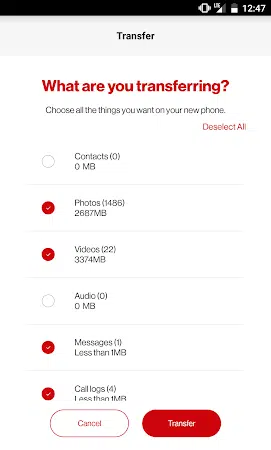 12:47
Transfer
What are you transferring?
Choose all the things you want on your new phone.
Deselect All
Contacts (0)
0 MB
Photos (1486)
2687MB
Videos (22)
3374MB
Audio (0)
0 MB
Messages (1)
Less than 1MB
Call logs (4)
Less than 1MB
Cancel
Transfer